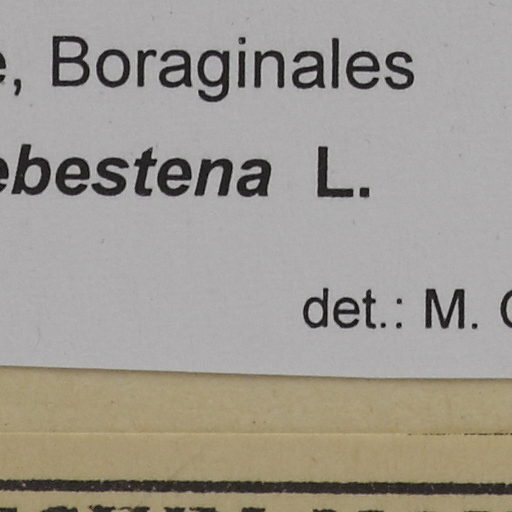 e, Boraginales
ebestena L.
det.: M.